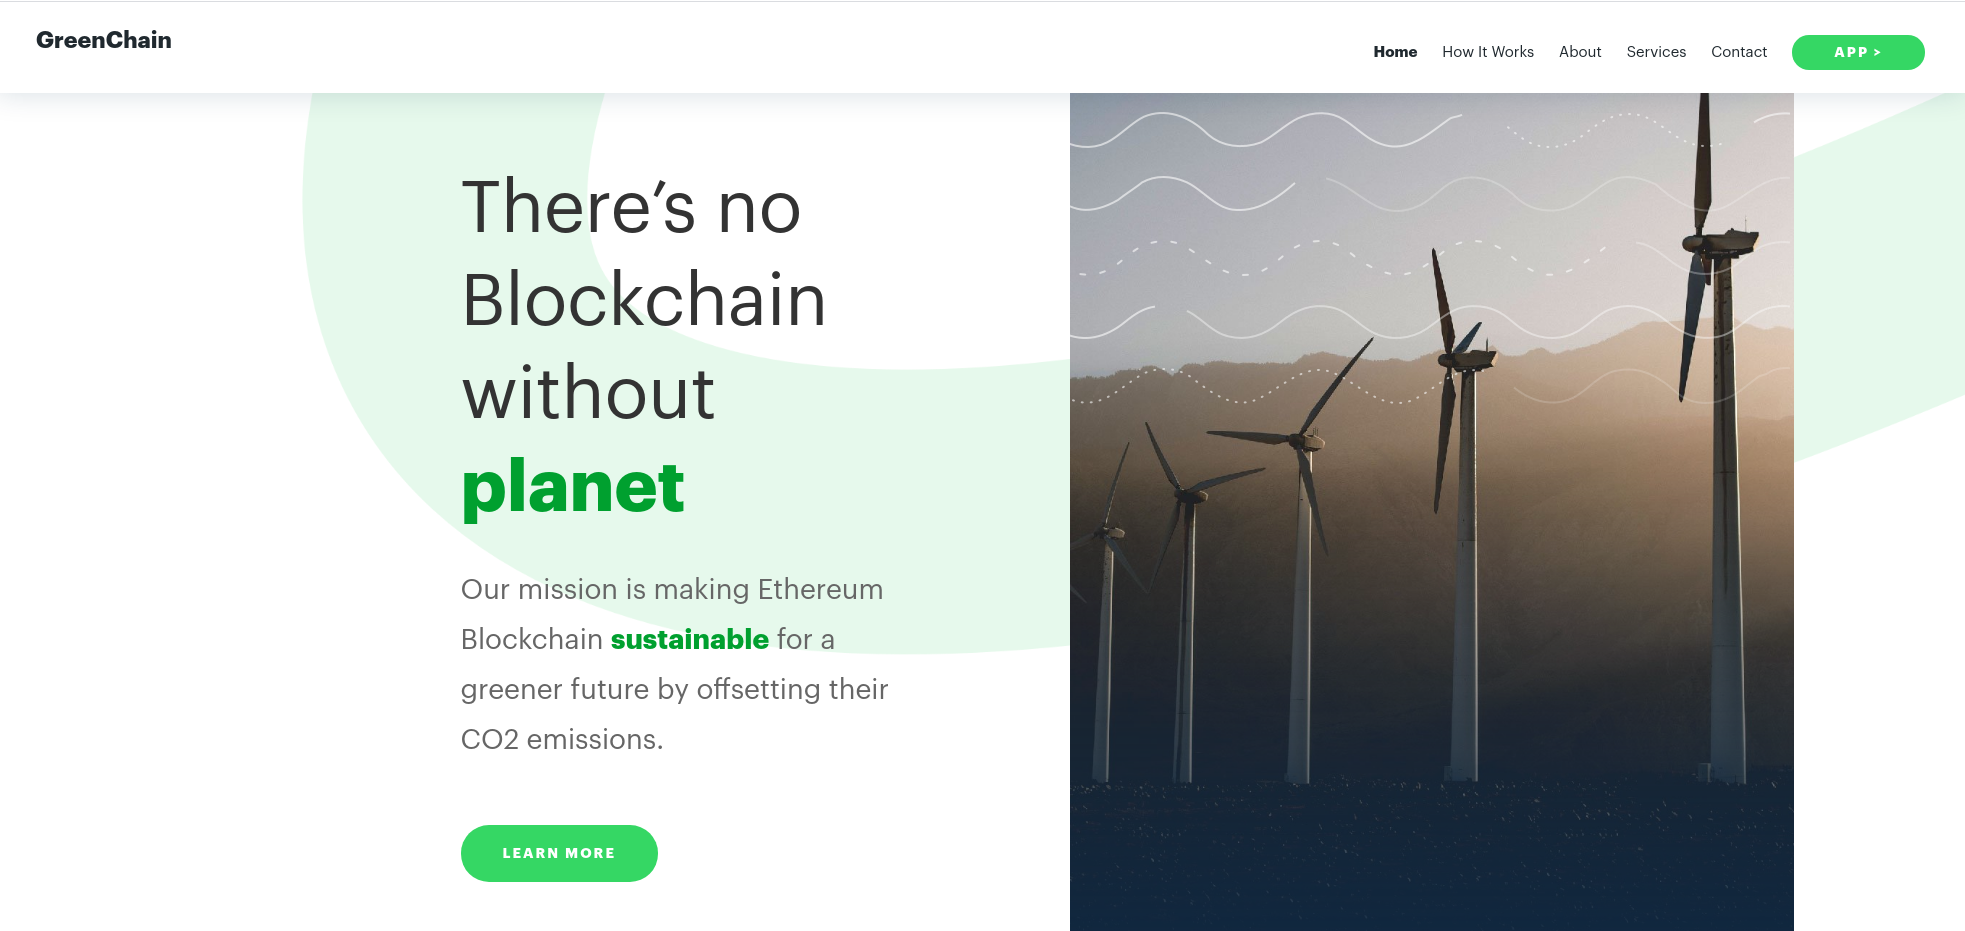 GreenChain
Home How It Works About Services Contact APP >
There’s no
Blockchain
without
planet
Our mission is making Ethereum
Blockchain sustainable for a
greener future by offsetting their
CO2 emissions.
LEARN MORE